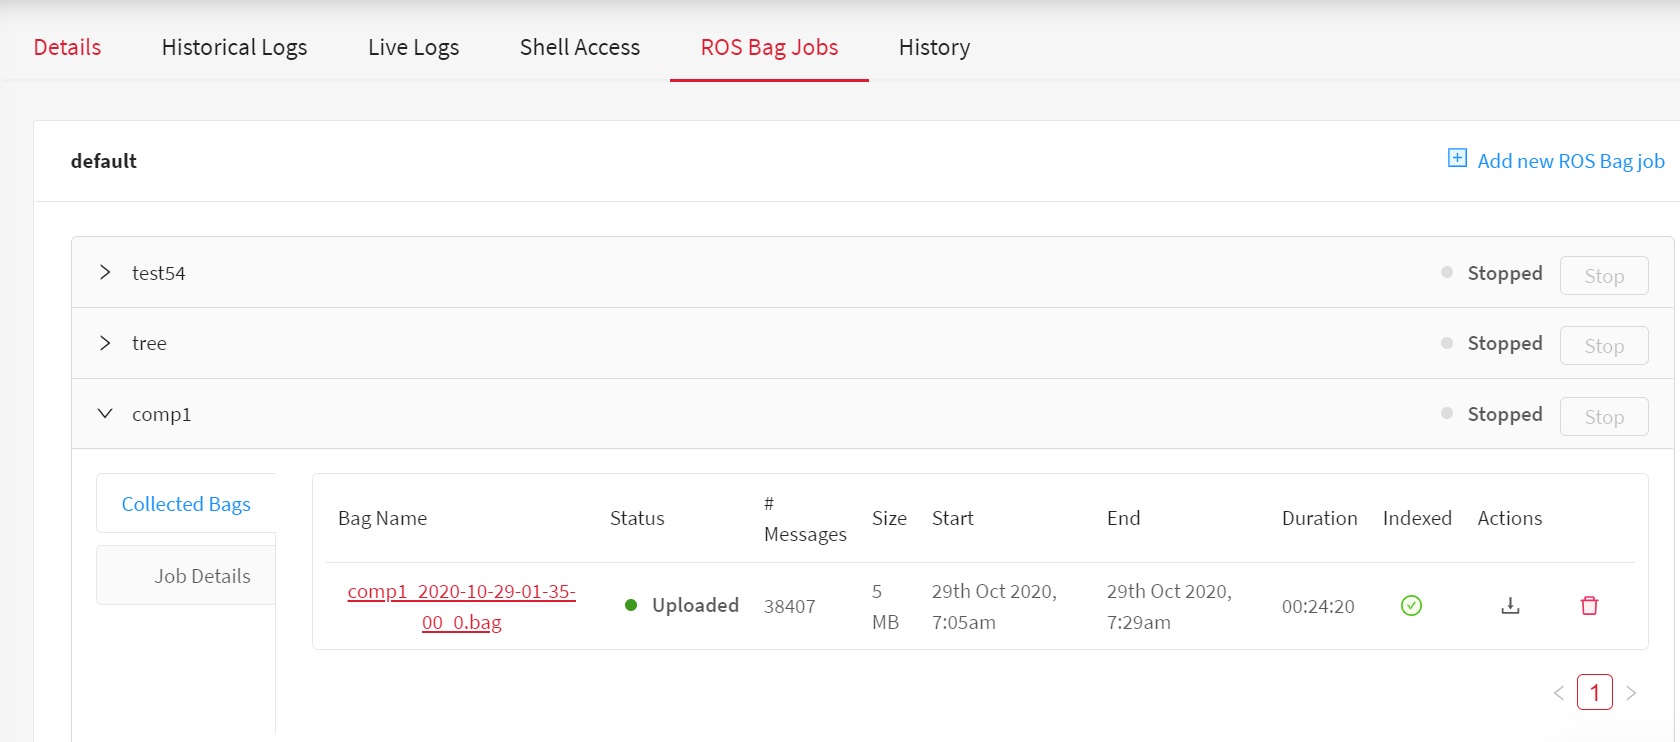 Details Historical Logs Live Logs Shell Access ROS Bag Jobs History
default Add new ROS Bag job
test54 Stopped Stop
tree Stopped Stop
comp1 Stopped Stop
Collected Bags
Job Details
Bag Name Status # Messages Size Start End Duration Indexed Actions
comp1_2020-10-29-01-35-
00_0.bag
Uploaded
38407
5
MB
29th Oct 2020,
7:05am
29th Oct 2020,
7:29am
00:24:20
1